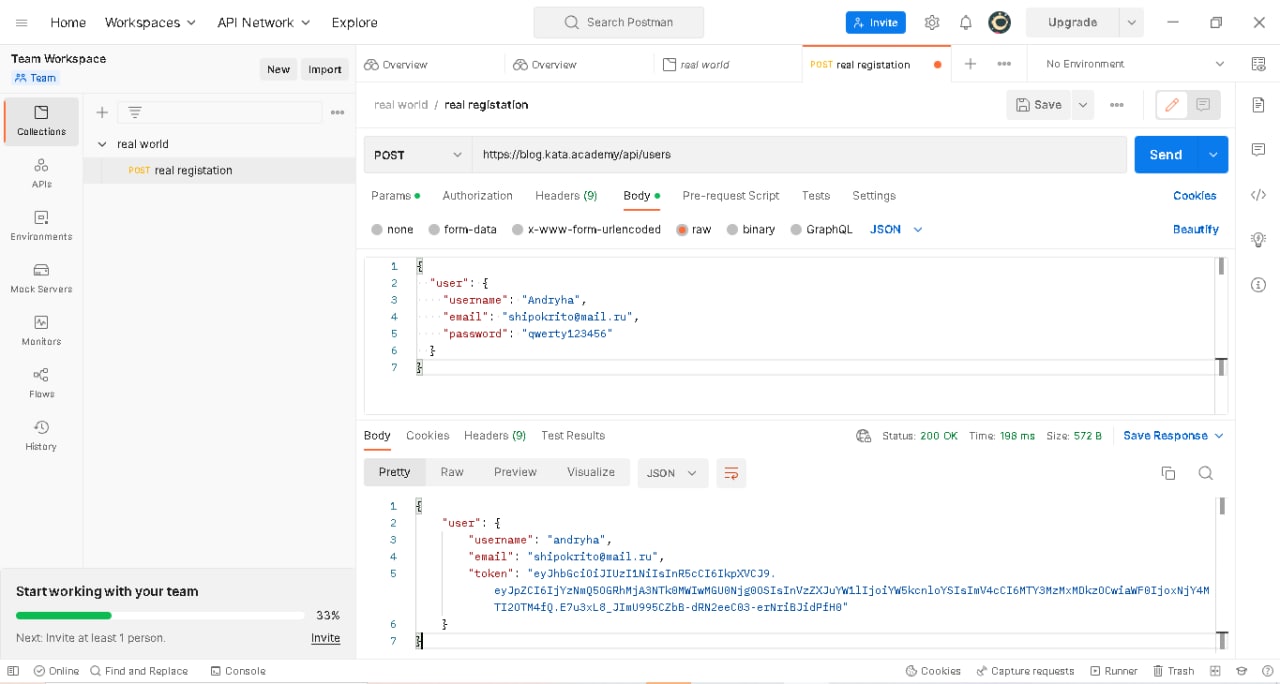 Home Workspaces API Network Explore Search Postman Invite Upgrade
Team Workspace
Team
New Import
Overview Overview real world POST real registation No Environment
real world / real registation Save
Collections
APIs
Environments
Mock Servers
Monitors
Flows
History
real world
POST real registation
POST https://blog.kata.academy/api/users Send
Params Authorization Headers (9) Body Pre-request Script Tests Settings Cookies
none form-data x-www-form-urlencoded raw binary GraphQL JSON Beautify
1 {
2 "user": {
3 "username": "Andryha",
4 "email": "shipokrito@mail.ru",
5 "password": "qwerty123456"
6 }
7 }
Body Cookies Headers (9) Test Results Status: 200 OK Time: 198 ms Size: 572 B Save Response
Pretty Raw Preview Visualize JSON
1 {
2 "user": {
3 "username": "andryha",
4 "email": "shipokrito@mail.ru",
5 "token": "eyJhbGciOiJIUzI1NiIsInR5cCI6IkpXVCJ9.
6 }
7 }
Start working with your team
33%
Next: Invite at least 1 person. Invite
Online Find and Replace Console Cookies Capture requests Runner Trash